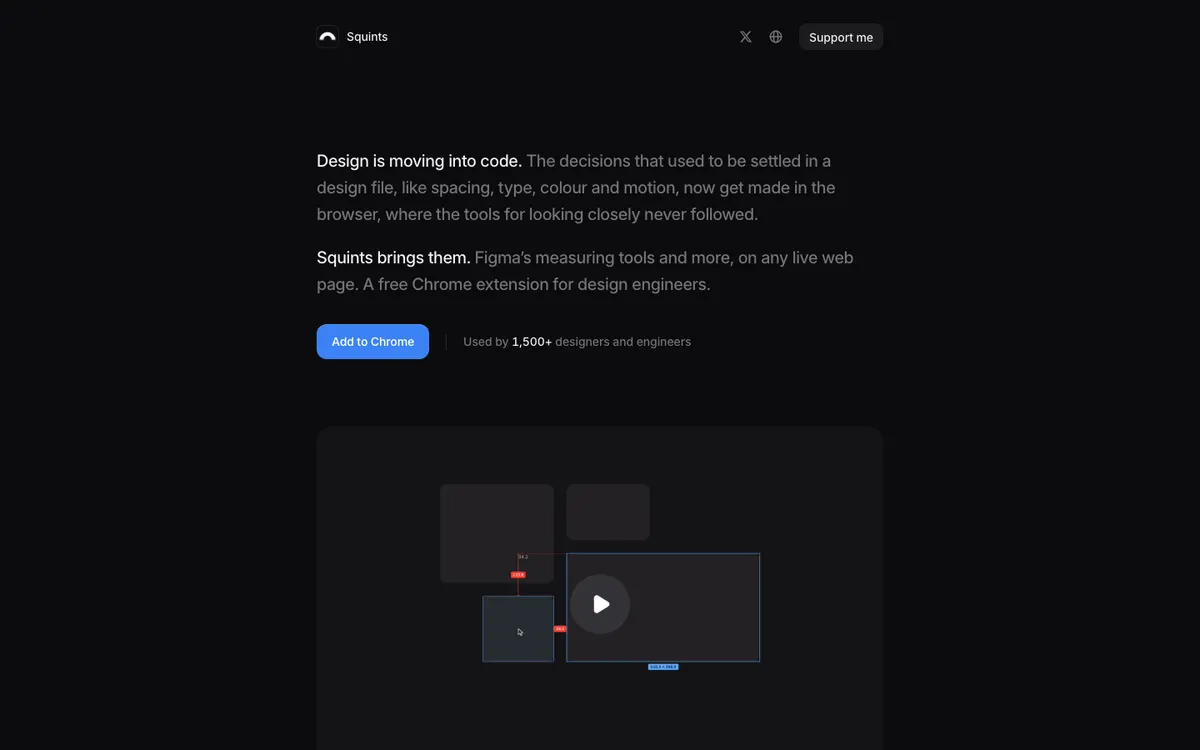 Squints
Support me
Design is moving into code. The decisions that used to be settled in a
design file, like spacing, type, colour and motion, now get made in the
browser, where the tools for looking closely never followed.
Squints brings them. Figma’s measuring tools and more, on any live web
page. A free Chrome extension for design engineers.
Add to Chrome
Used by 1,500+ designers and engineers